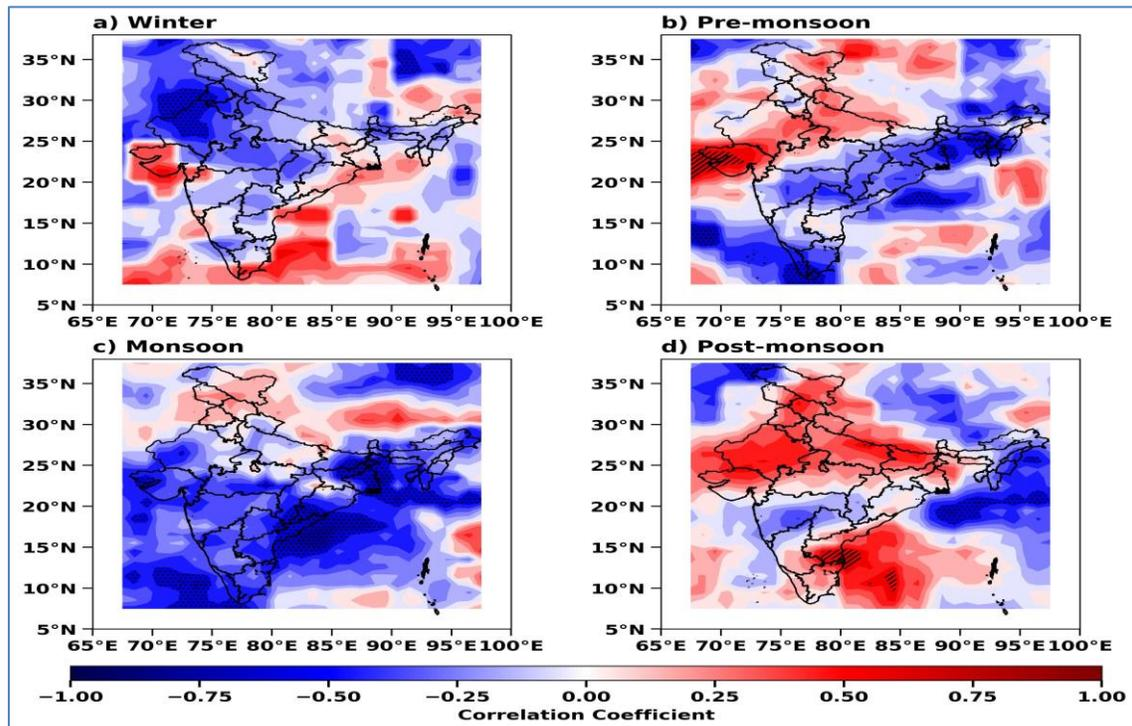 a) Winter
b) Pre-monsoon
35°N
30°N
25°N
20°N
15°N
10°N
5°N
65°E 70°E 75°E 80°E 85°E 90°E 95°E 100°E
35°N
30°N
25°N
20°N
15°N
10°N
5°N
65°E 70°E 75°E 80°E 85°E 90°E 95°E 100°E
c) Monsoon
d) Post-monsoon
35°N
30°N
25°N
20°N
15°N
10°N
5°N
65°E 70°E 75°E 80°E 85°E 90°E 95°E 100°E
35°N
30°N
25°N
20°N
15°N
10°N
5°N
65°E 70°E 75°E 80°E 85°E 90°E 95°E 100°E
−1.00 −0.75 −0.50 −0.25 0.00 0.25 0.50 0.75 1.00
Correlation Coefficient